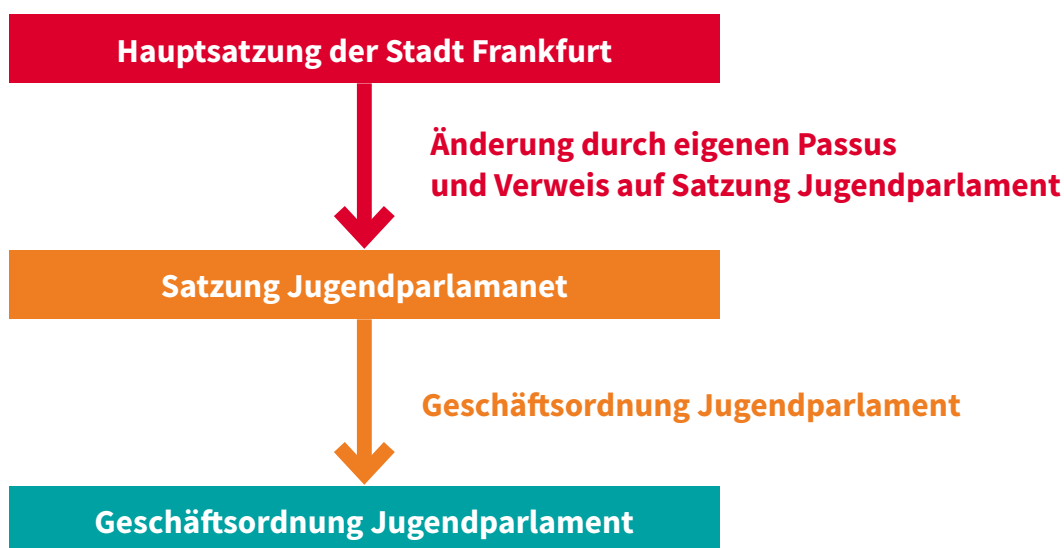 Hauptsatzung der Stadt Frankfurt
Änderung durch eigenen Passus
und Verweis auf Satzung Jugendparlament
Satzung Jugendparlamanet
Geschäftsordnung Jugendparlament
Geschäftsordnung Jugendparlament